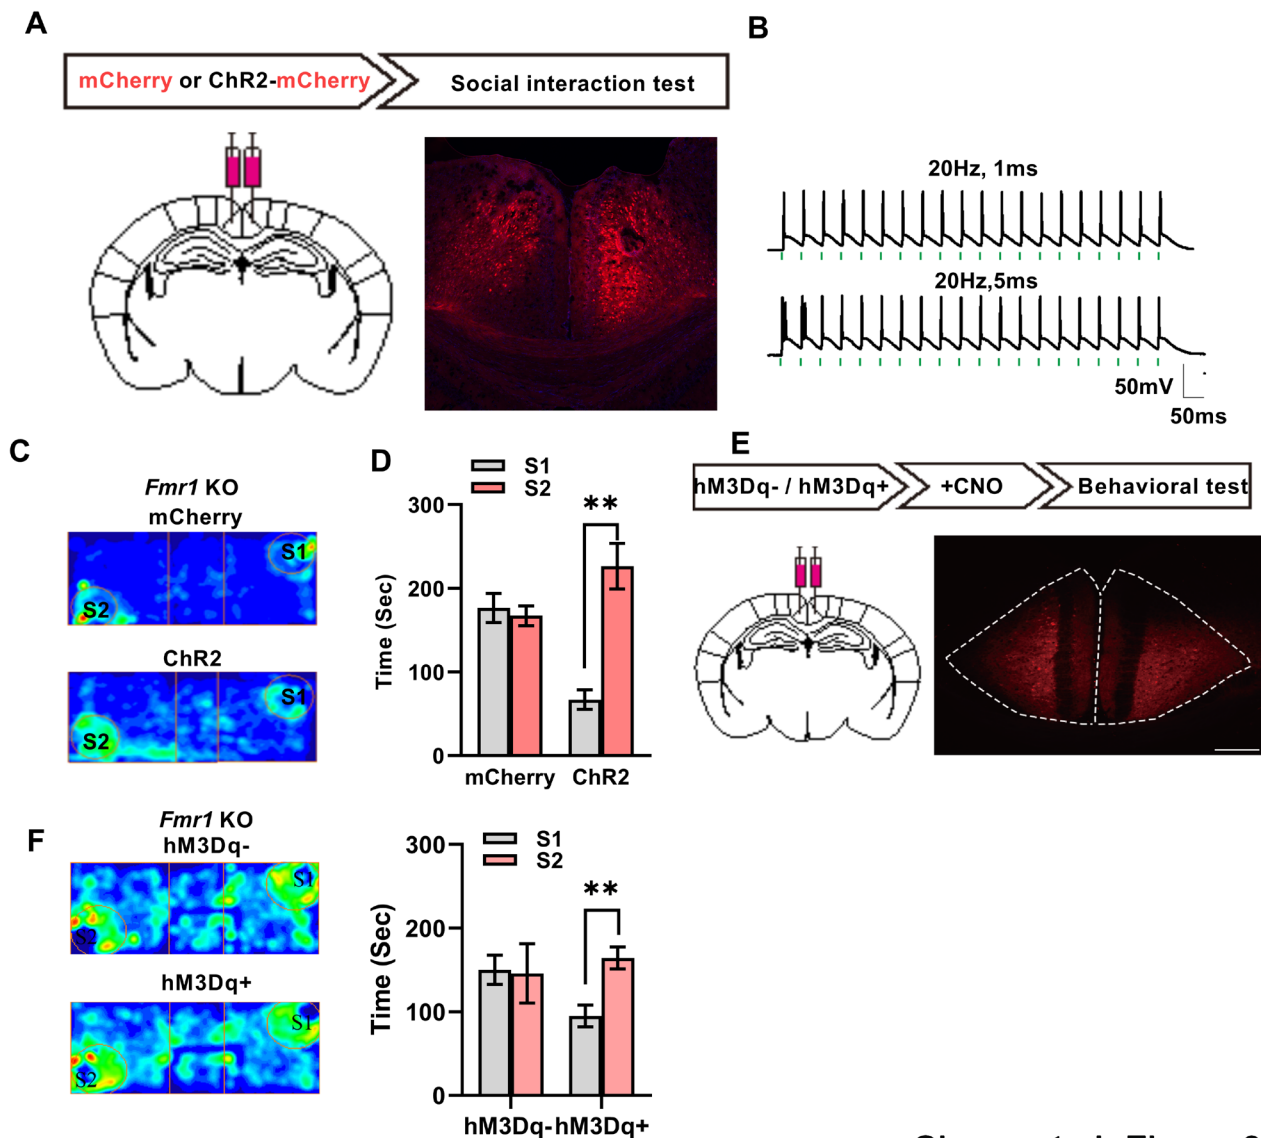 A
mCherry or ChR2-mCherry
Social interaction test
B
20Hz, 1ms
20Hz,5ms
50mV
50ms
C
Fmr1 KO
mCherry
S1
S2
ChR2
S1
S2
D
S1
S2
300
200
100
0
Time (Sec)
**
mCherry
ChR2
E
hM3Dq- / hM3Dq+
+CNO
Behavioral test
F
Fmr1 KO
hM3Dq-
S1
S2
hM3Dq+
S1
S2
S1
S2
300
200
100
0
Time (Sec)
**
hM3Dq-
hM3Dq+